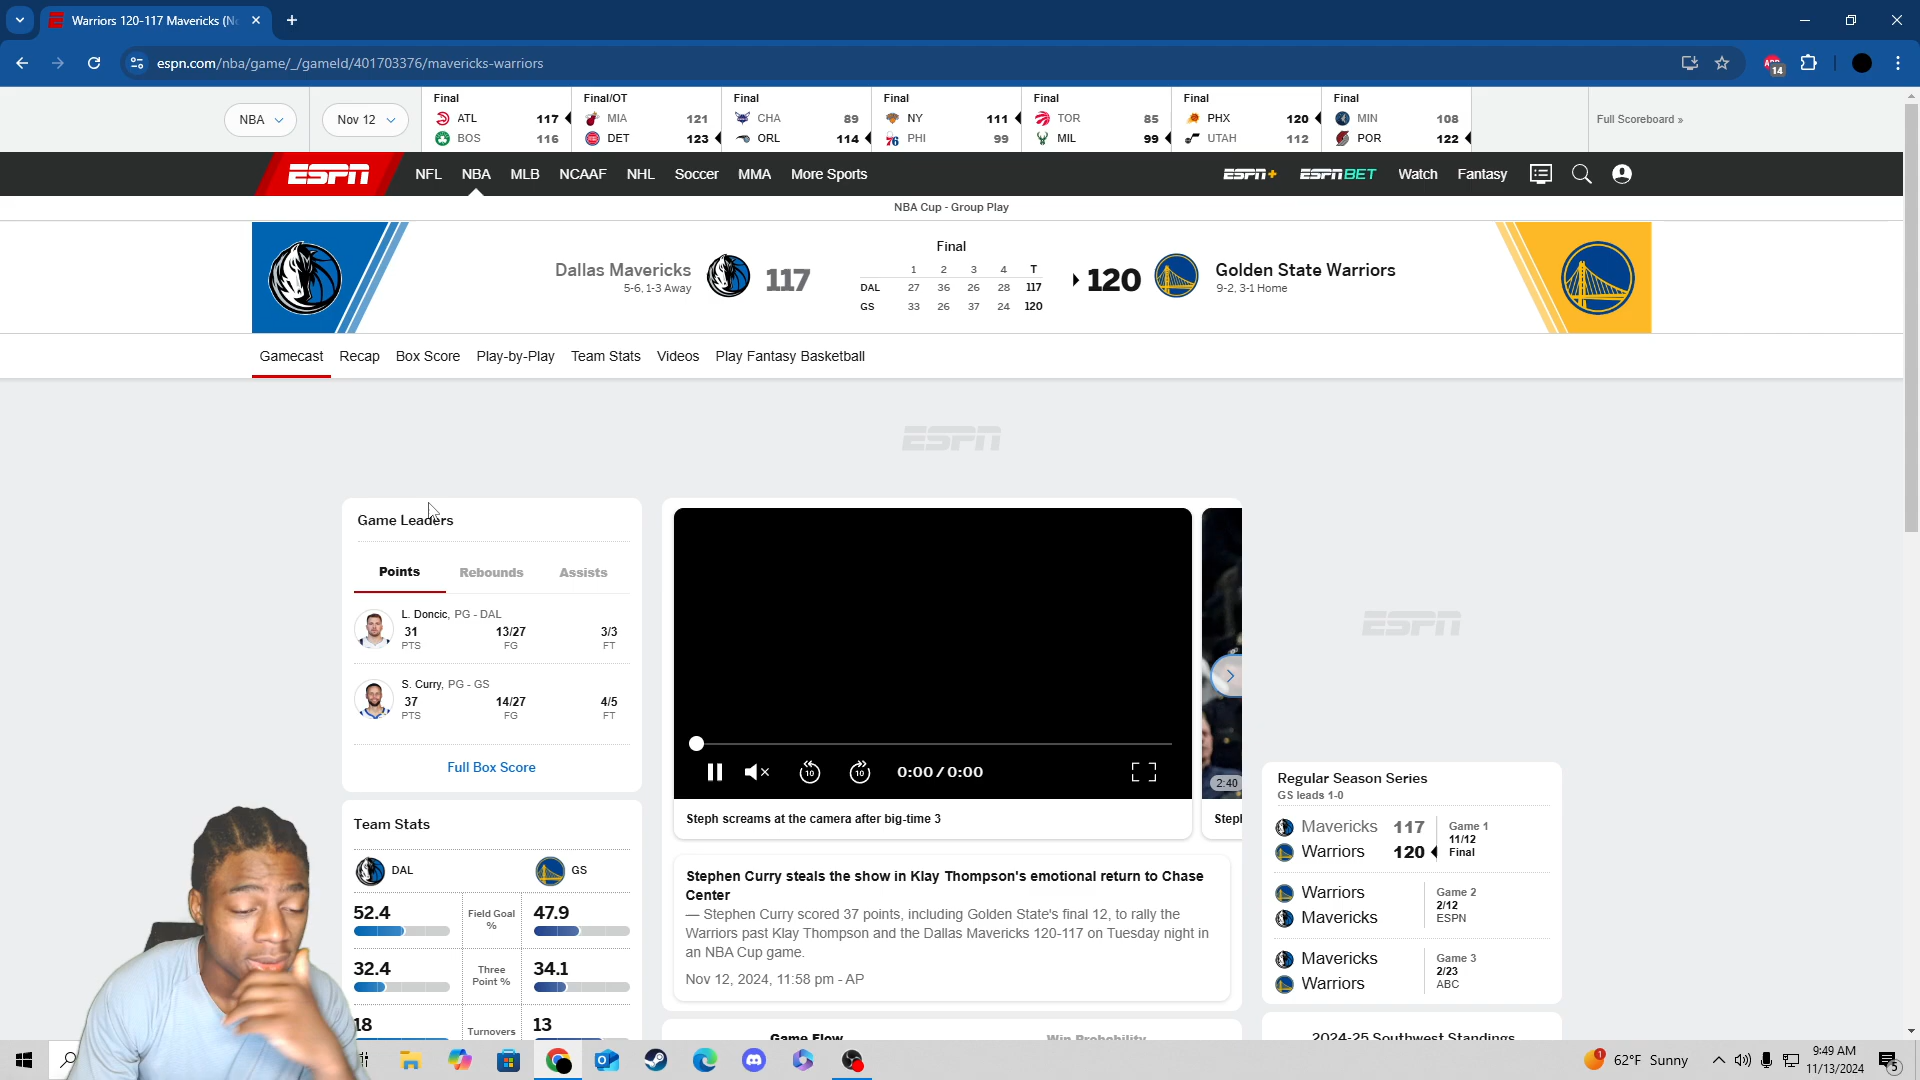 Warriors 120-117 Mavericks (N
espn.com/nba/game/_/gameId/401703376/mavericks-warriors
14
NBA
Nov 12
Final
ATL 117
BOS 116
Final/OT
MIA 121
DET 123
Final
CHA 89
ORL 114
Final
NY 111
PHI 99
Final
TOR 85
MIL 99
Final
PHX 120
UTAH 112
Final
MIN 108
POR 122
Full Scoreboard »
ESPN NFL NBA MLB NCAAF NHL Soccer MMA More Sports ESPN+ ESPN BET Watch Fantasy
NBA Cup - Group Play
Dallas Mavericks
5-6, 1-3 Away
117
Final
1 2 3 4 T
DAL 27 36 26 28 117
GS 33 26 37 24 120
120
Golden State Warriors
9-2, 3-1 Home
Gamecast Recap Box Score Play-by-Play Team Stats Videos Play Fantasy Basketball
ESPN
Game Leaders
Points Rebounds Assists
L. Doncic, PG - DAL
31 13/27 3/3
PTS FG FT
S. Curry, PG - GS
37 14/27 4/5
PTS FG FT
Full Box Score
Team Stats
DAL GS
52.4 Field Goal % 47.9
32.4 Three Point % 34.1
18 Turnovers 13
0:00 / 0:00
Steph screams at the camera after big-time 3
2:40
Steph
Stephen Curry steals the show in Klay Thompson's emotional return to Chase
Center
— Stephen Curry scored 37 points, including Golden State's final 12, to rally the
Warriors past Klay Thompson and the Dallas Mavericks 120-117 on Tuesday night in
an NBA Cup game.
Nov 12, 2024, 11:58 pm - AP
Game Flow Win Probability
ESPN
Regular Season Series
GS leads 1-0
Mavericks 117
Warriors 120
Game 1
11/12
Final
Warriors
Mavericks
Game 2
2/12
ESPN
Mavericks
Warriors
Game 3
2/23
ABC
2024-25 Southwest Standings
1
62°F Sunny
9:49 AM
11/13/2024
5